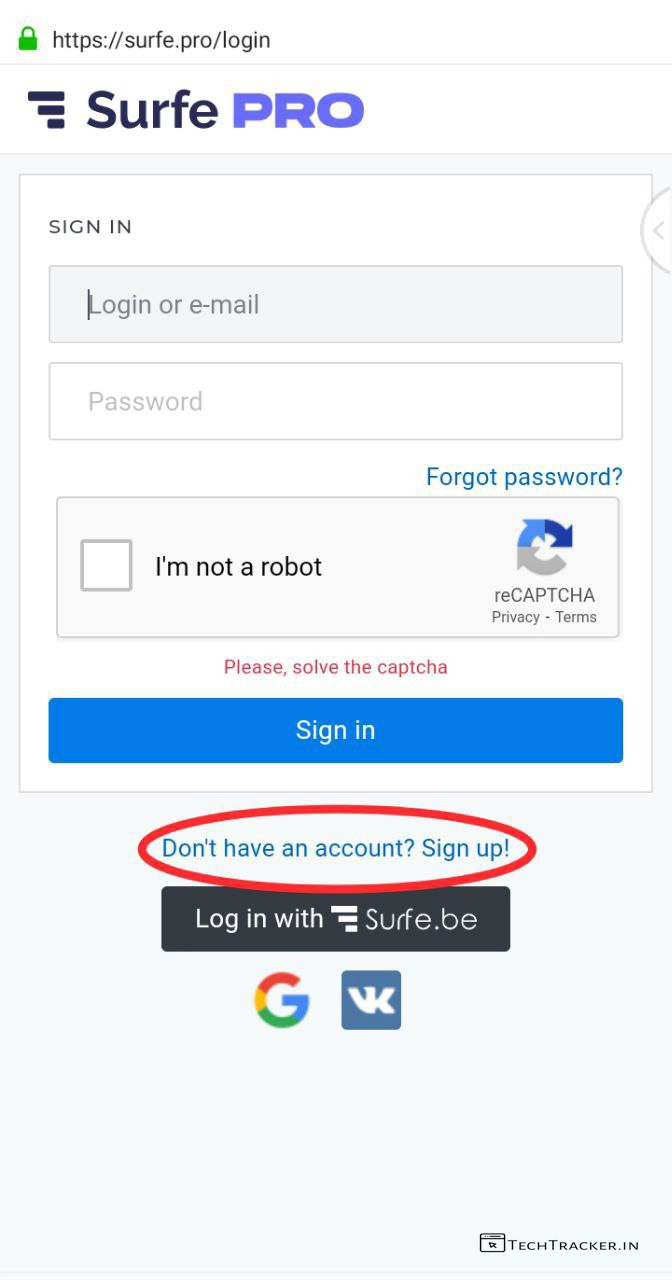 https://surfe.pro/login
Surfe PRO
SIGN IN
Login or e-mail
Password
Forgot password?
I'm not a robot
reCAPTCHA
Privacy - Terms
Please, solve the captcha
Sign in
Don't have an account? Sign up!
Log in with Surfe.be
TECHTRACKER.IN